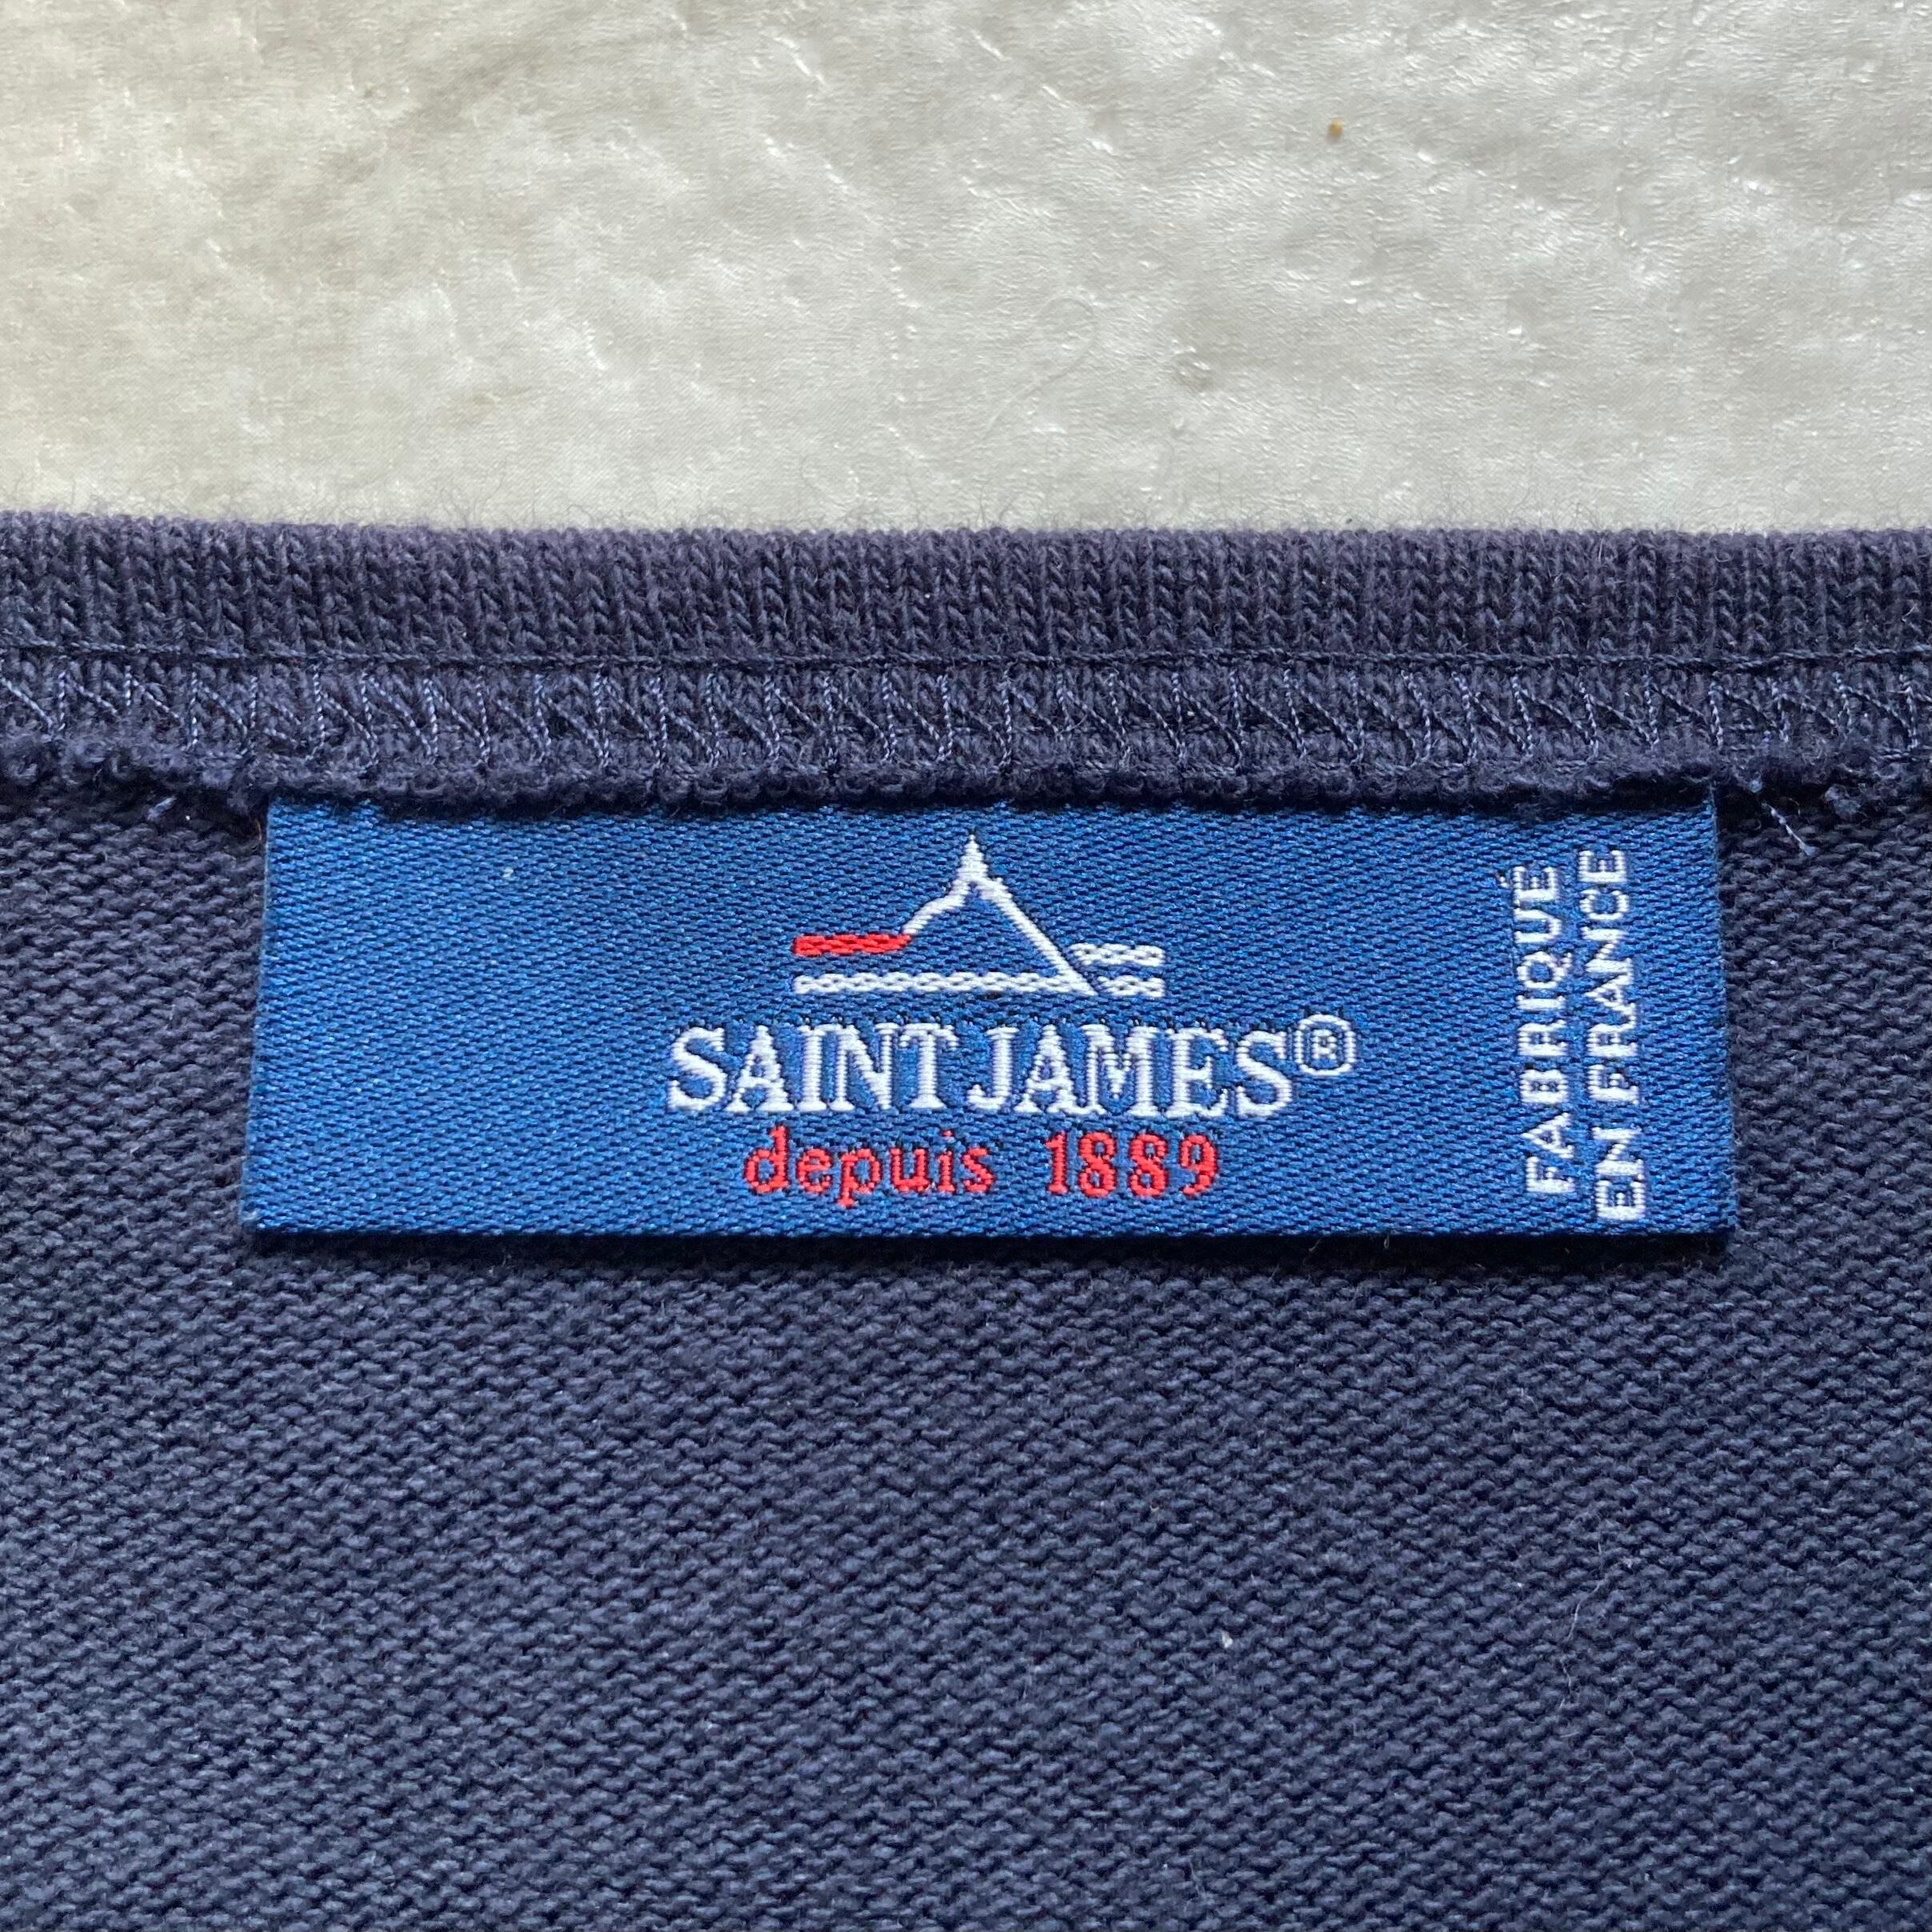 SAINT JAMES®
depuis 1889
FABRIQUÉ
EN FRANCE